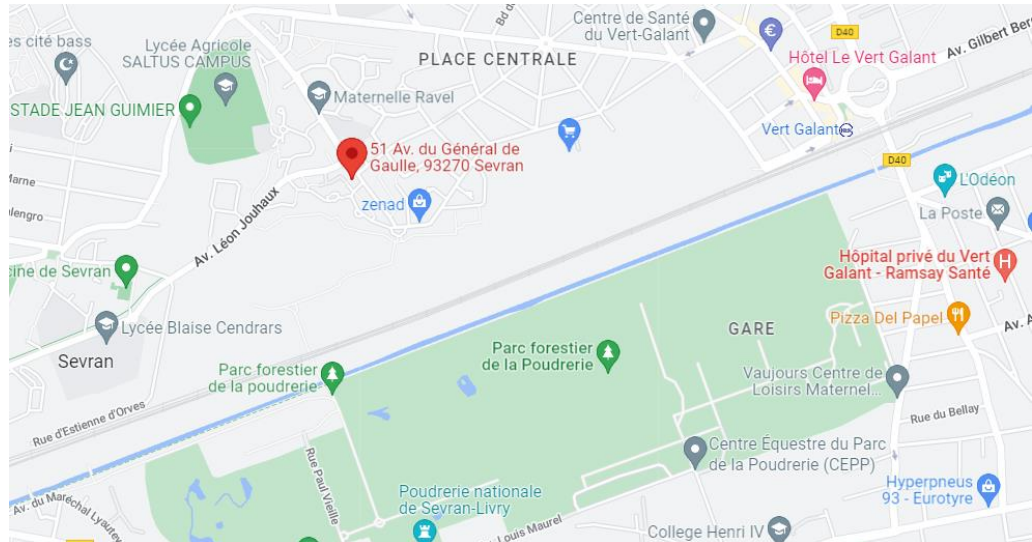 es cité bass
Lycée Agricole
SALTUS CAMPUS
STADE JEAN GUIMIER
Maternelle Ravel
PLACE CENTRALE
Bd d
Centre de Santé
du Vert-Galant
D40
Av. Gilbert Ber
Hôtel Le Vert Galant
Vert Galant
D40
51 Av. du Général de
Gaulle, 93270 Sevran
zenad
Marne
alengro
Av. Léon Jouhaux
cine de Sevran
Lycée Blaise Cendrars
Sevran
L'Odéon
La Poste
Hôpital privé du Vert
Galant - Ramsay Santé
H
Pizza Del Papel
Av. A
GARE
Parc forestier
de la poudrerie
Parc forestier
de la Poudrerie
Vaujours Centre de
Loisirs Maternel...
Rue du Bellay
Rue d'Estienne d'Orves
Rue Paul Vieille
Centre Équestre du Parc
de la Poudrerie (CEPP)
Av. du Maréchal Lyautey
Poudrerie nationale
de Sevran-Livry
Louis Maurel
College Henri IV
Hyperpneus
93 - Eurotyre